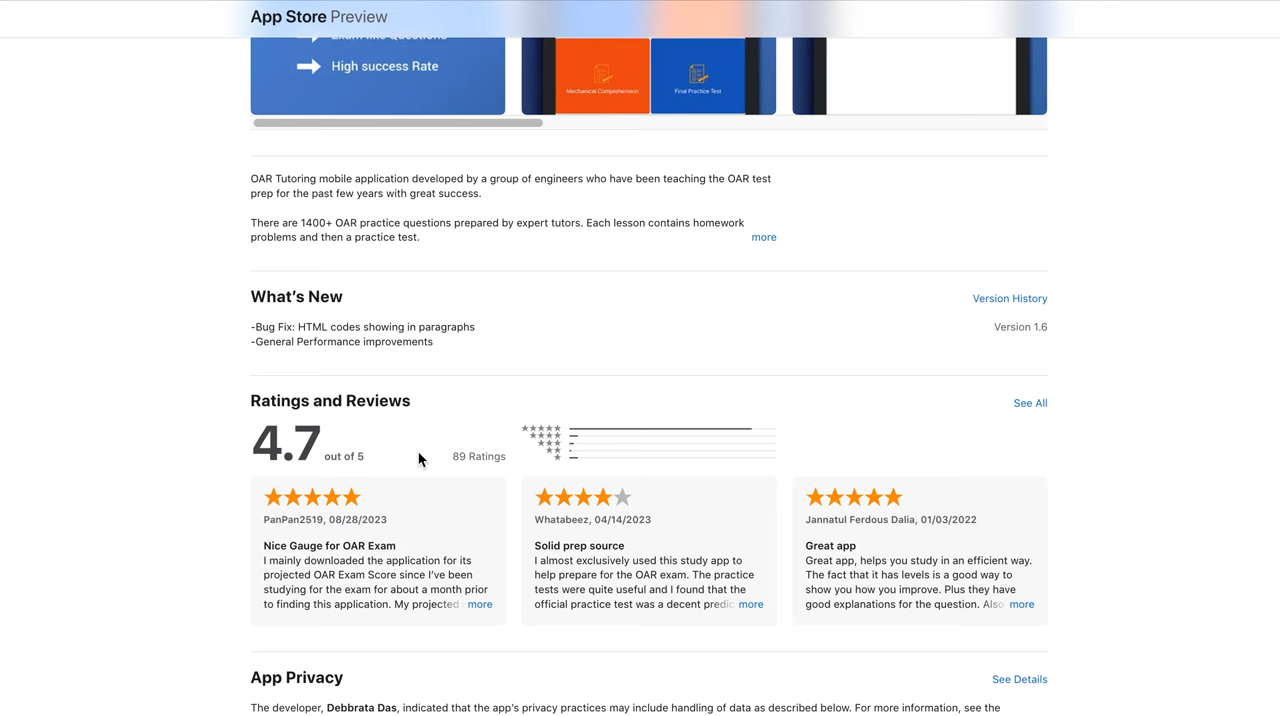 App Store Preview
Exam like Questions
High success Rate
Mechanical Comprehension
Final Practice Test
OAR Tutoring mobile application developed by a group of engineers who have been teaching the OAR test
prep for the past few years with great success.
There are 1400+ OAR practice questions prepared by expert tutors. Each lesson contains homework
problems and then a practice test.
more
What's New
Version History
-Bug Fix: HTML codes showing in paragraphs
Version 1.6
-General Performance improvements
Ratings and Reviews
See All
4.7 out of 5
89 Ratings
PanPan2519, 08/28/2023
Nice Gauge for OAR Exam
I mainly downloaded the application for its
projected OAR Exam Score since I've been
studying for the exam for about a month prior
to finding this application. My projected more
Whatabeez, 04/14/2023
Solid prep source
I almost exclusively used this study app to
help prepare for the OAR exam. The practice
tests were quite useful and I found that the
official practice test was a decent predic more
Jannatul Ferdous Dalia, 01/03/2022
Great app
Great app, helps you study in an efficient way.
The fact that it has levels is a good way to
show you how you improve. Plus they have
good explanations for the question. Also more
App Privacy
See Details
The developer, Debbrata Das, indicated that the app's privacy practices may include handling of data as described below. For more information, see the